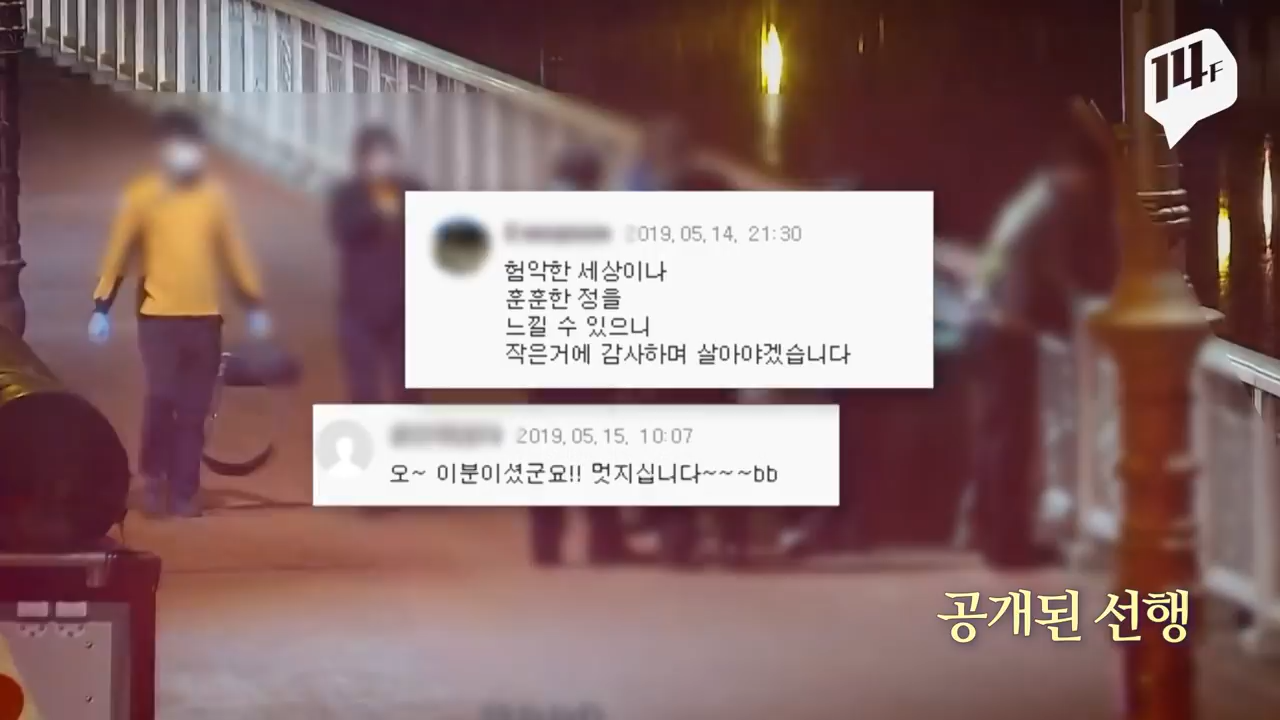 14F
2019.05.14. 21:30
험악한 세상이나
훈훈한 정을
느낄 수 있으니
작은거에 감사하며 살아야겠습니다
2019.05.15. 10:07
오~ 이분이셨군요!! 멋지십니다~~~bb
공개된 선행